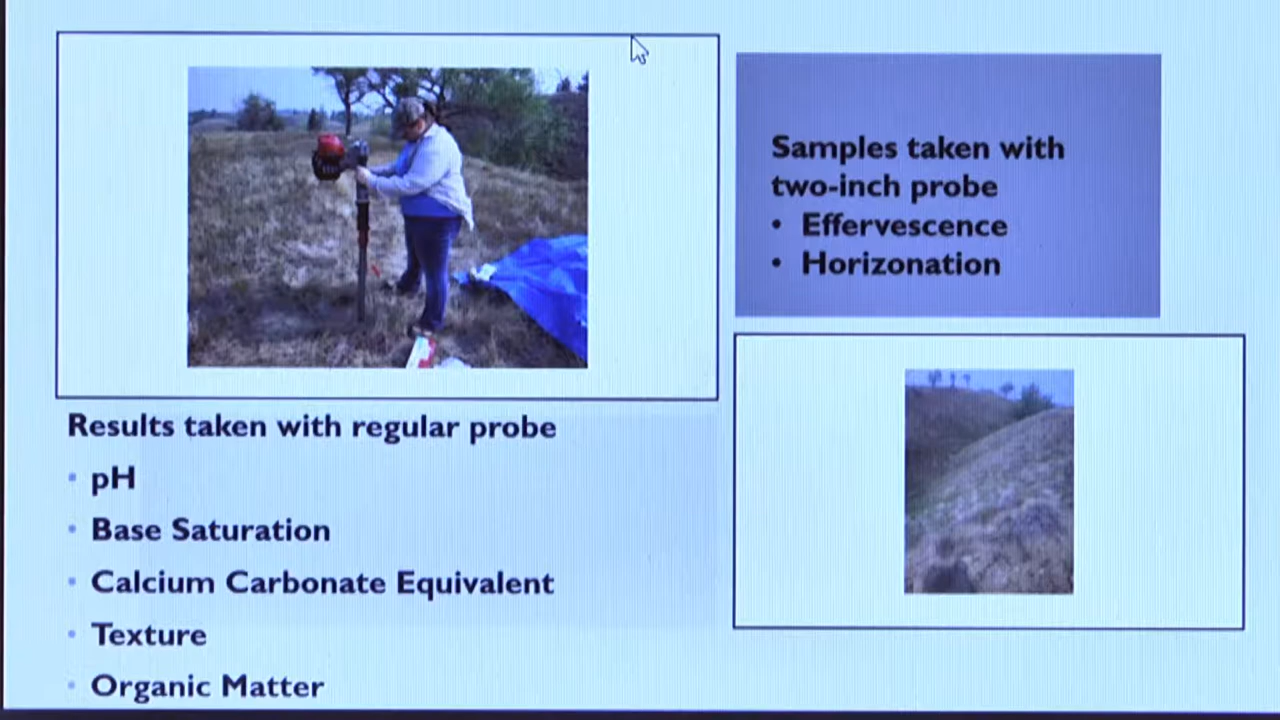 Samples taken with
two-inch probe
• Effervescence
• Horizonation
Results taken with regular probe
• pH
• Base Saturation
• Calcium Carbonate Equivalent
• Texture
• Organic Matter